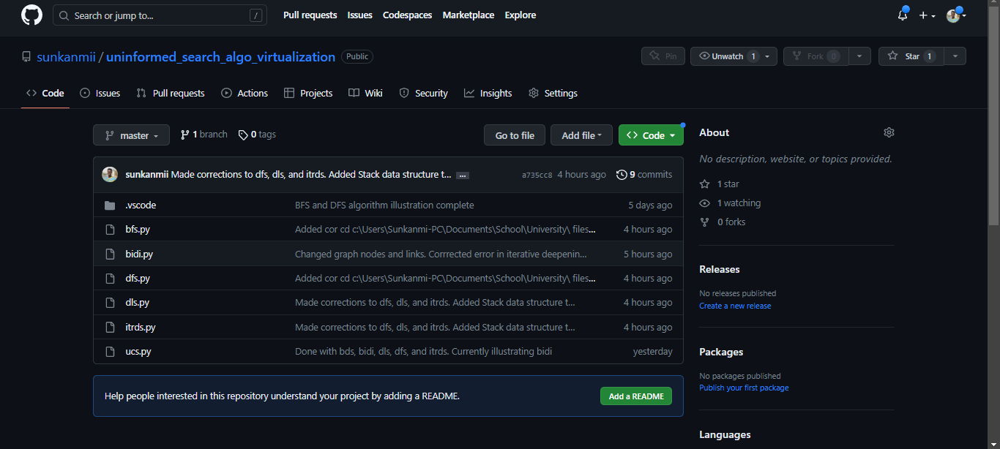 Search or jump to... /
Pull requests Issues Codespaces Marketplace Explore
sunkanmii / uninformed_search_algo_virtualization Public
Pin Unwatch 1 Fork 0 Star 1
Code Issues Pull requests Actions Projects Wiki Security Insights Settings
master 1 branch 0 tags Go to file Add file Code
sunkanmii Made corrections to dfs, dls, and itrds. Added Stack data structure t... ... a735cc8 4 hours ago 9 commits
.vscode BFS and DFS algorithm illustration complete 5 days ago
bfs.py Added cor cd c:\Users\Sunkanmi-PC\Documents\School\University\ files... 4 hours ago
bidi.py Changed graph nodes and links. Corrrected error in iterative deepenin... 5 hours ago
dfs.py Added cor cd c:\Users\Sunkanmi-PC\Documents\School\University\ files... 4 hours ago
dls.py Made corrections to dfs, dls, and itrds. Added Stack data structure t... 4 hours ago
itrds.py Made corrections to dfs, dls, and itrds. Added Stack data structure t... 4 hours ago
ucs.py Done with bds, bidi, dls, dfs, and itrds. Currently illustrating bidi yesterday
Help people interested in this repository understand your project by adding a README. Add a README
About
No description, website, or topics provided.
1 star
1 watching
0 forks
Releases
No releases published
Create a new release
Packages
No packages published
Publish your first package
Languages